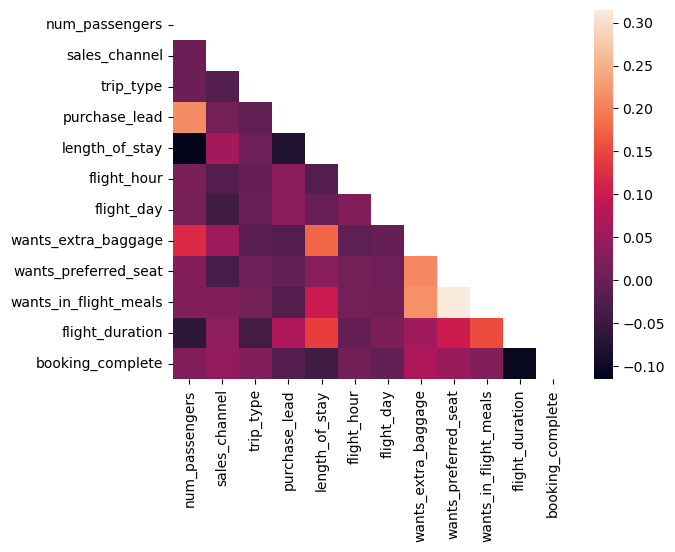 num_passengers
sales_channel
trip_type
purchase_lead
length_of_stay
flight_hour
flight_day
wants_extra_baggage
wants_preferred_seat
wants_in_flight_meals
flight_duration
booking_complete
num_passengers
sales_channel
trip_type
purchase_lead
length_of_stay
flight_hour
flight_day
wants_extra_baggage
wants_preferred_seat
wants_in_flight_meals
flight_duration
booking_complete
0.30
0.25
0.20
0.15
0.10
0.05
0.00
−0.05
−0.10